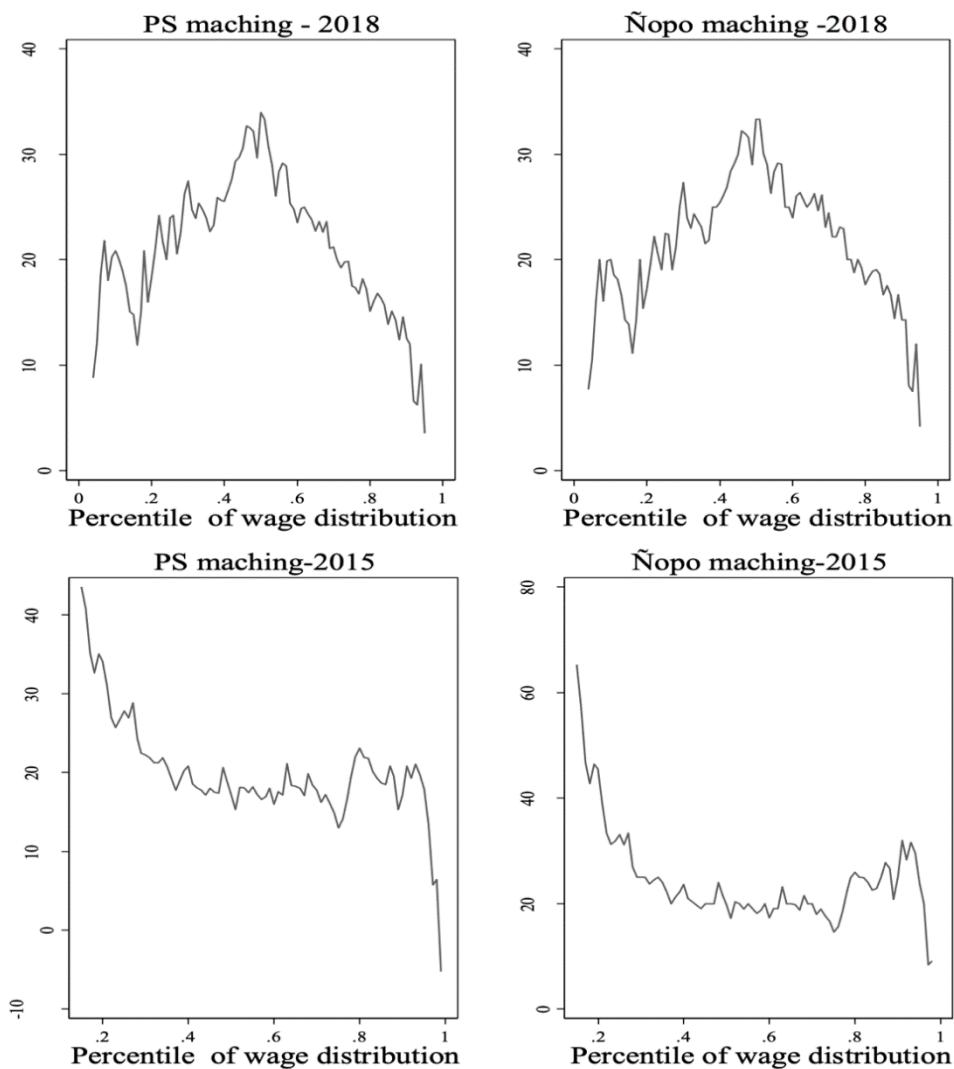 PS maching - 2018
40
30
20
10
0
0 .2 .4 .6 .8 1
Percentile of wage distribution
Ñopo maching -2018
40
30
20
10
0
0 .2 .4 .6 .8 1
Percentile of wage distribution
PS maching-2015
40
30
20
10
0
-10
.2 .4 .6 .8 1
Percentile of wage distribution
Ñopo maching-2015
80
60
40
20
0
.2 .4 .6 .8 1
Percentile of wage distribution